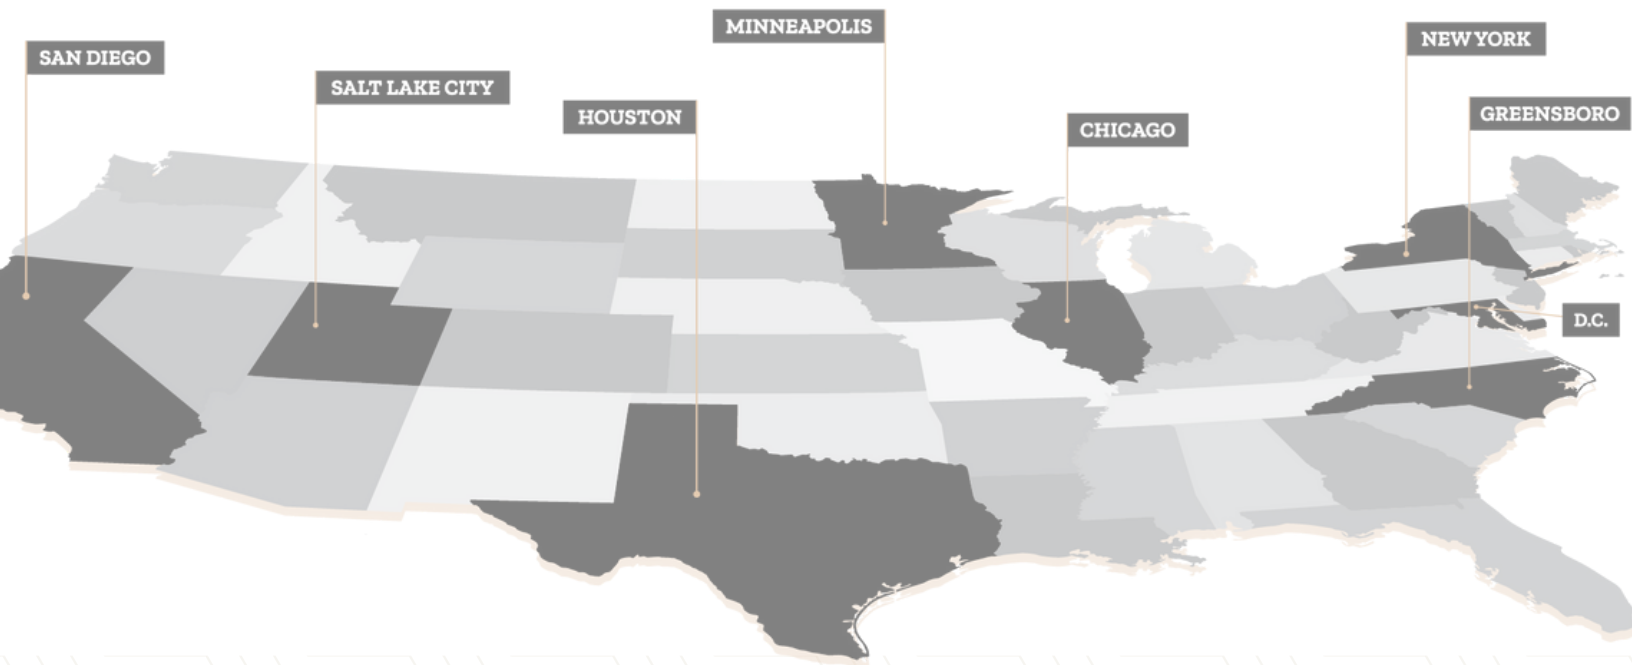 MINNEAPOLIS
NEW YORK
SAN DIEGO
SALT LAKE CITY
HOUSTON
GREENSBORO
CHICAGO
D.C.